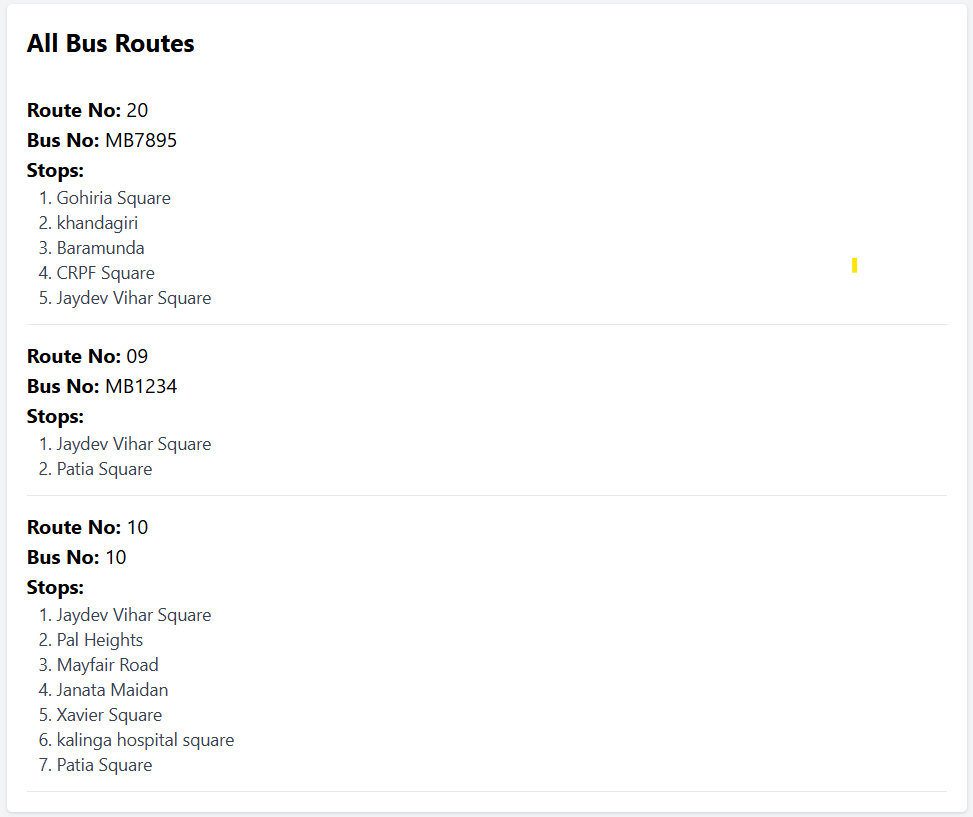 All Bus Routes
Route No: 20
Bus No: MB7895
Stops:
1. Gohiria Square
2. khandagiri
3. Baramunda
4. CRPF Square
5. Jaydev Vihar Square
Route No: 09
Bus No: MB1234
Stops:
1. Jaydev Vihar Square
2. Patia Square
Route No: 10
Bus No: 10
Stops:
1. Jaydev Vihar Square
2. Pal Heights
3. Mayfair Road
4. Janata Maidan
5. Xavier Square
6. kalinga hospital square
7. Patia Square